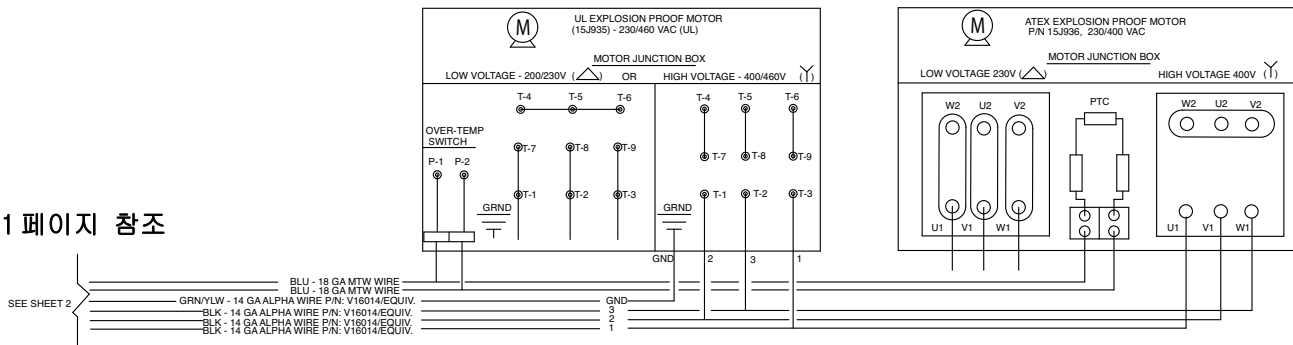 M
UL EXPLOSION PROOF MOTOR
(15J935) - 230/460 VAC (UL)
MOTOR JUNCTION BOX
LOW VOLTAGE - 200/230V (△) OR HIGH VOLTAGE - 400/460V (Y)
T-4 T-5 T-6
T-4 T-5 T-6
OVER-TEMP
SWITCH
P-1 P-2
T-7 T-8 T-9
T-7 T-8 T-9
T-1 T-2 T-3
T-1 T-2 T-3
GRND
GRND
GND 2 3 1
M
ATEX EXPLOSION PROOF MOTOR
P/N 15J936, 230/400 VAC
MOTOR JUNCTION BOX
LOW VOLTAGE 230V (△) HIGH VOLTAGE 400V (Y)
W2 U2 V2
PTC
W2 U2 V2
U1 V1 W1
U1 V1 W1
1 페이지 참조
SEE SHEET 2
BLU - 18 GA MTW WIRE
BLU - 18 GA MTW WIRE
GRN/YLW - 14 GA ALPHA WIRE P/N: V16014/EQUIV. GND
BLK - 14 GA ALPHA WIRE P/N: V16014/EQUIV. 3
BLK - 14 GA ALPHA WIRE P/N: V16014/EQUIV. 2
BLK - 14 GA ALPHA WIRE P/N: V16014/EQUIV. 1